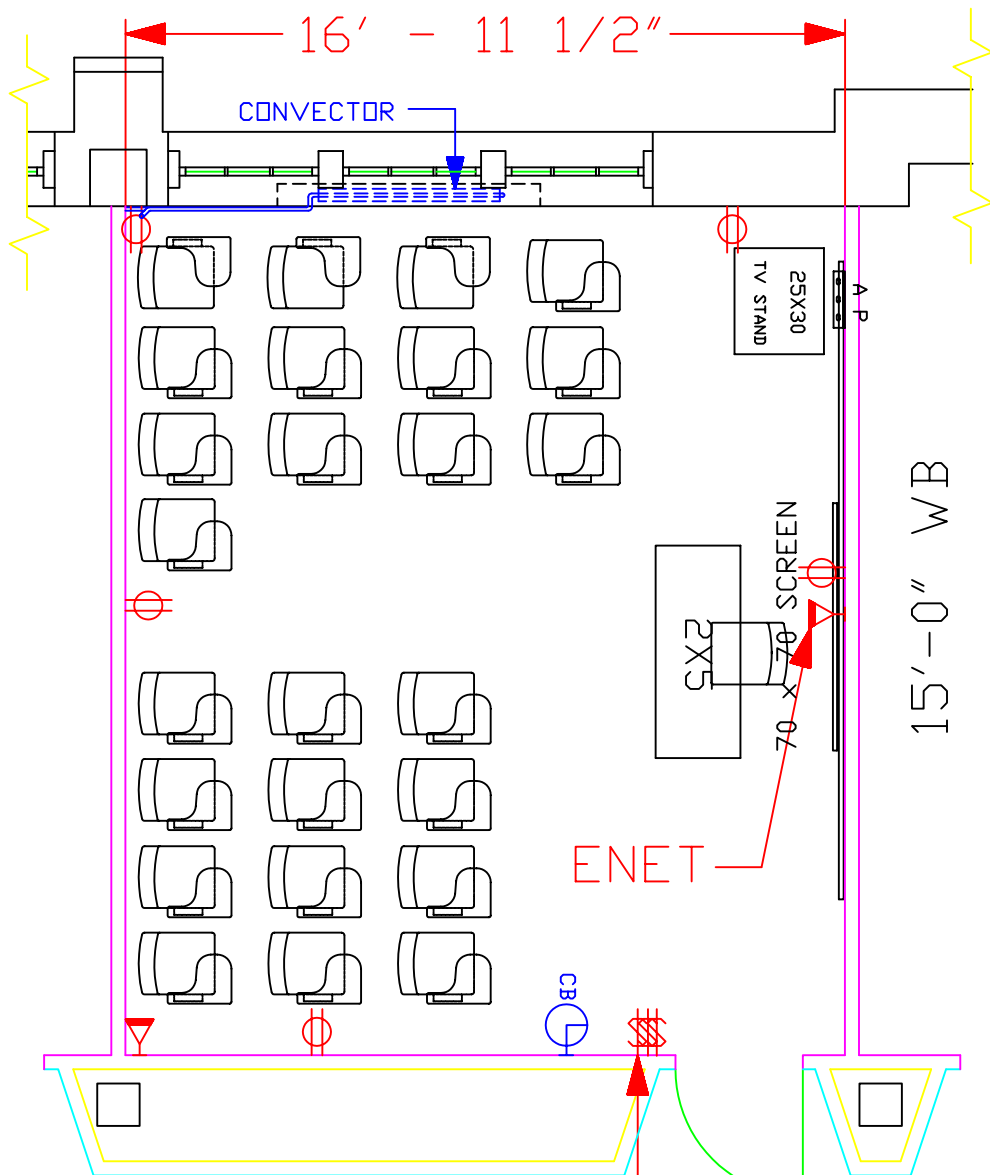 16' - 11 1/2"
CONVECTOR
25X30
TV STAND
A P
15'-0" WB
70 x 70 SCREEN
2X5
ENET
CB